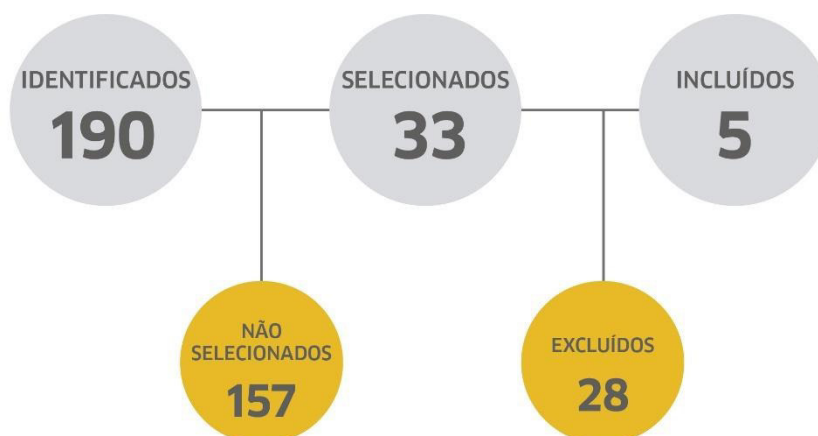 IDENTIFICADOS
190
SELECIONADOS
33
INCLUÍDOS
5
NÃO
SELECIONADOS
157
EXCLUÍDOS
28